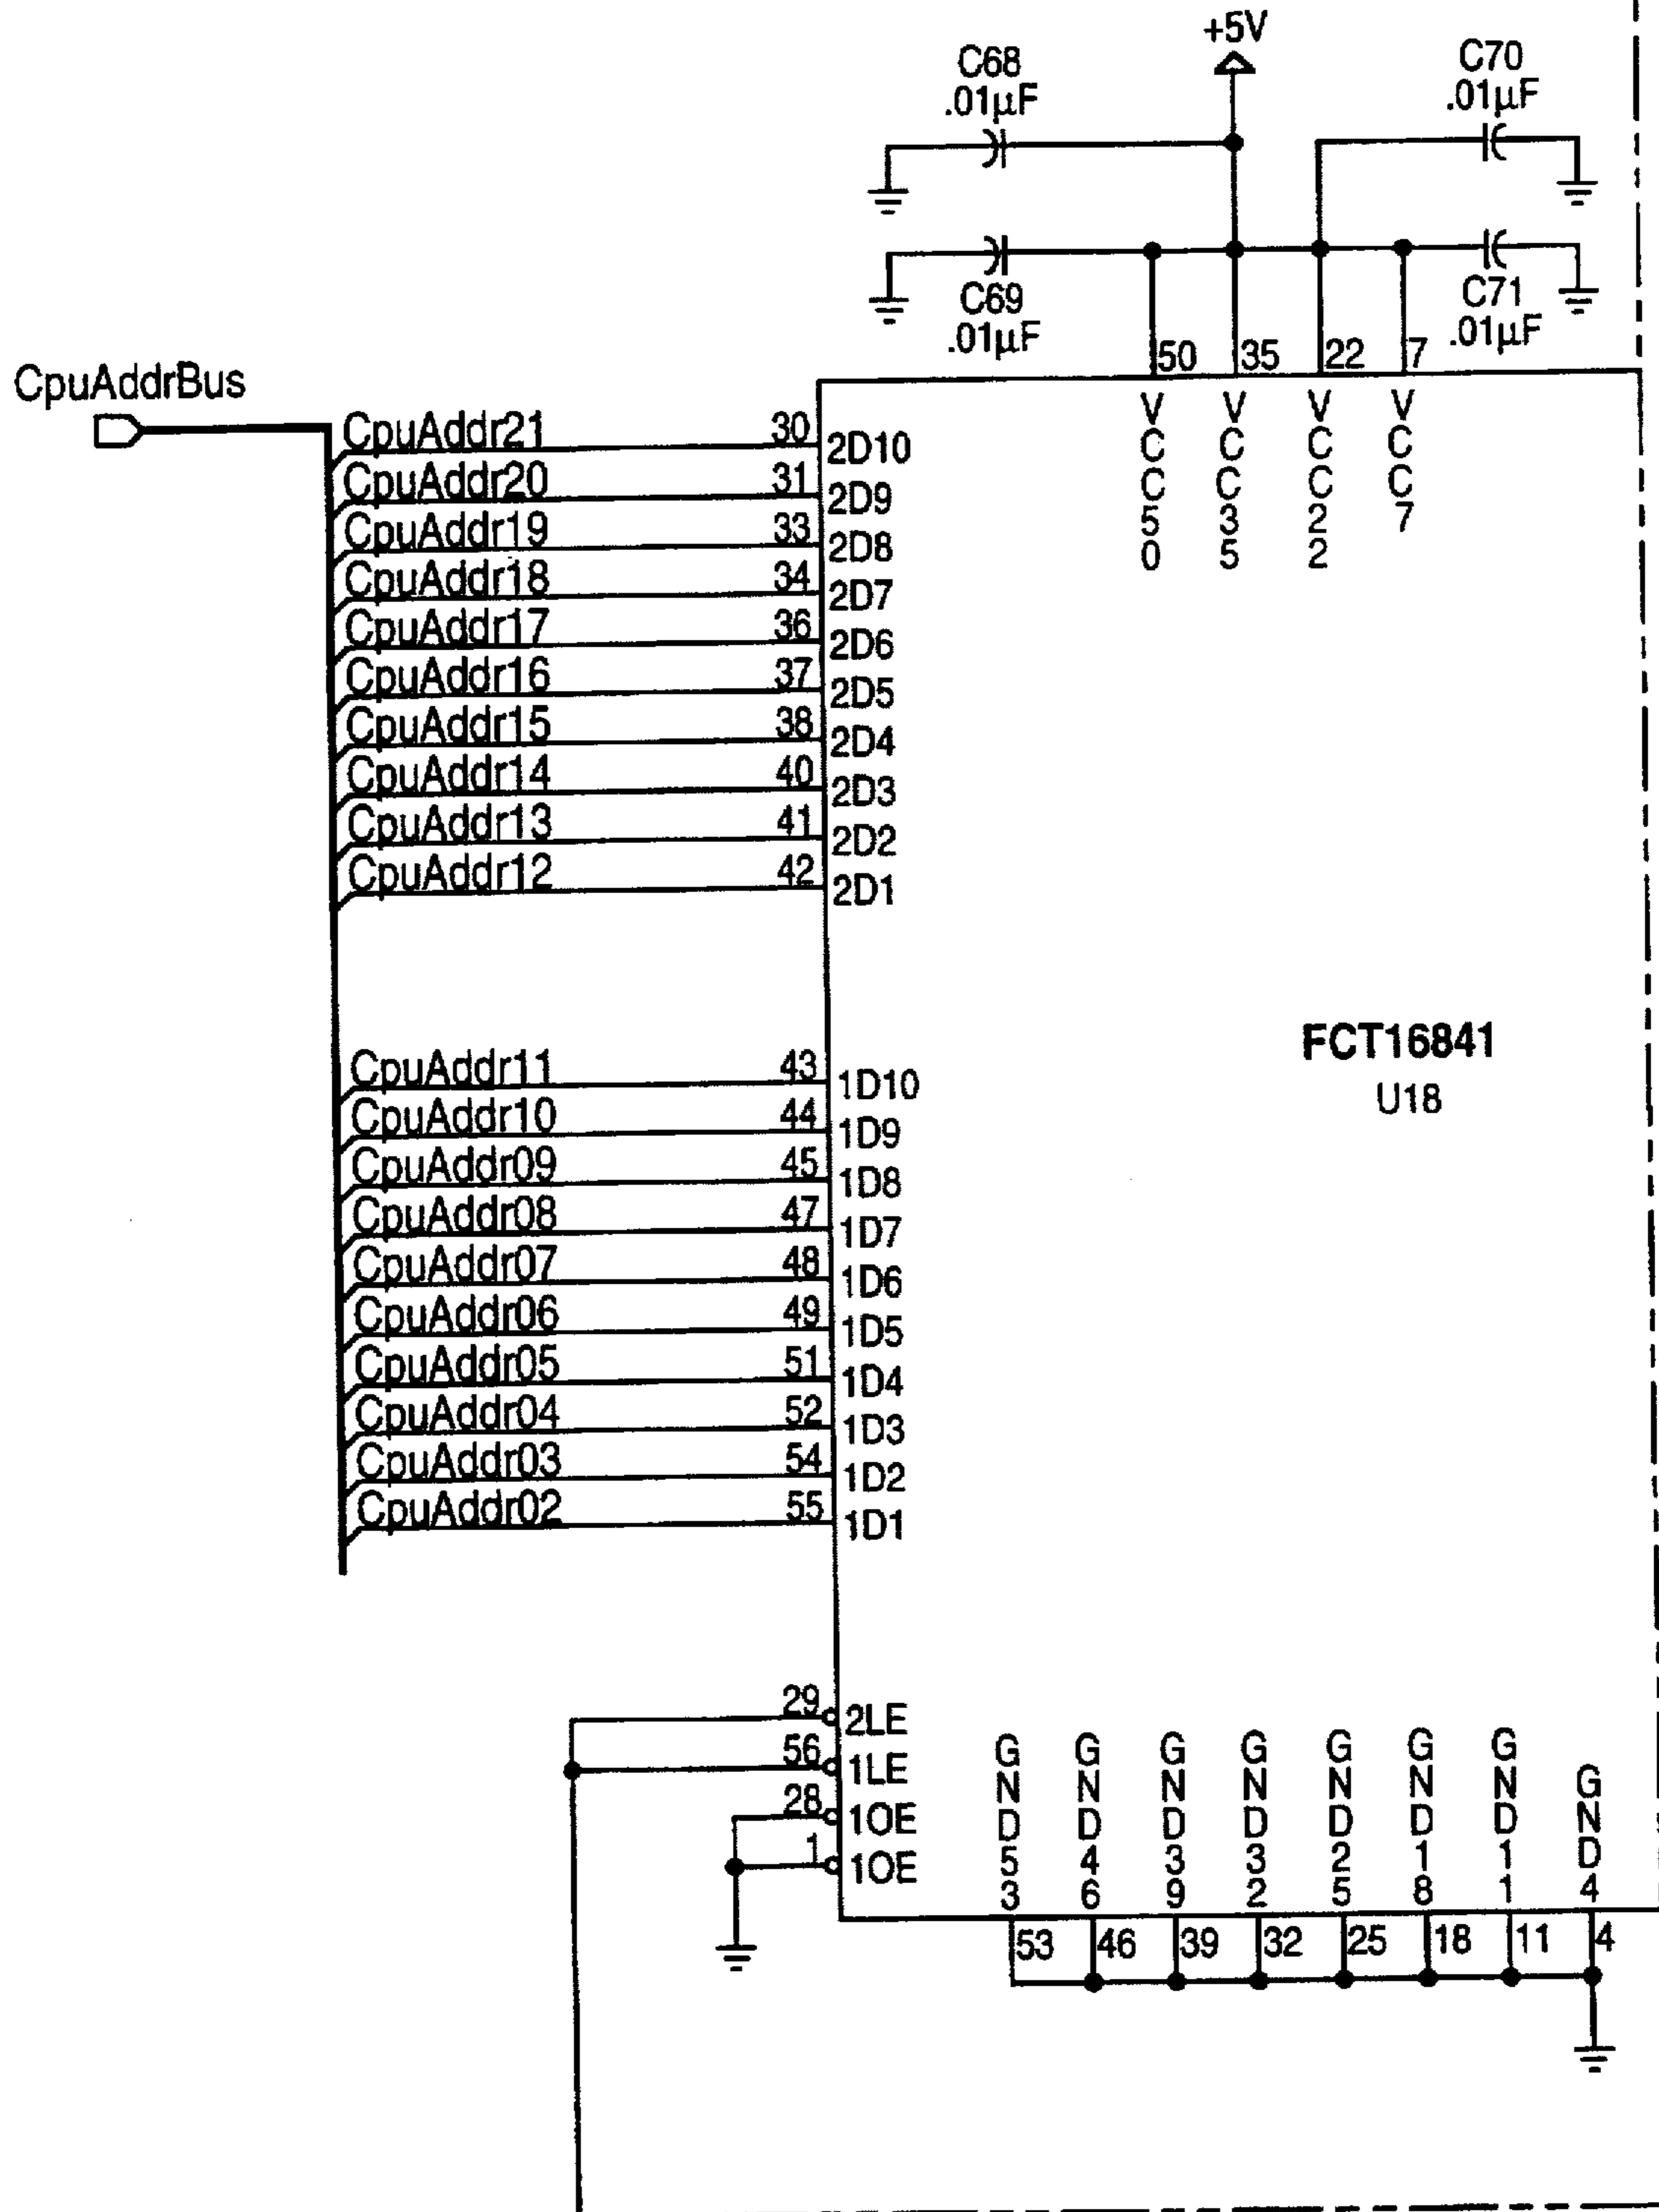 +5V
C68
.01µF
C70
.01µF
C69
.01µF
C71
.01µF
50 35 22 7
CpuAddrBus
VCC50 VCC35 VCC22 VCC7
CpuAddr21 30 2D10
CpuAddr20 31 2D9
CpuAddr19 33 2D8
CpuAddr18 34 2D7
CpuAddr17 36 2D6
CpuAddr16 37 2D5
CpuAddr15 38 2D4
CpuAddr14 40 2D3
CpuAddr13 41 2D2
CpuAddr12 42 2D1
FCT16841
U18
CpuAddr11 43 1D10
CpuAddr10 44 1D9
CpuAddr09 45 1D8
CpuAddr08 47 1D7
CpuAddr07 48 1D6
CpuAddr06 49 1D5
CpuAddr05 51 1D4
CpuAddr04 52 1D3
CpuAddr03 54 1D2
CpuAddr02 55 1D1
29 2LE
56 1LE
28 1OE
1 1OE
GND53 GND46 GND39 GND32 GND25 GND18 GND11 GND4
53 46 39 32 25 18 11 4